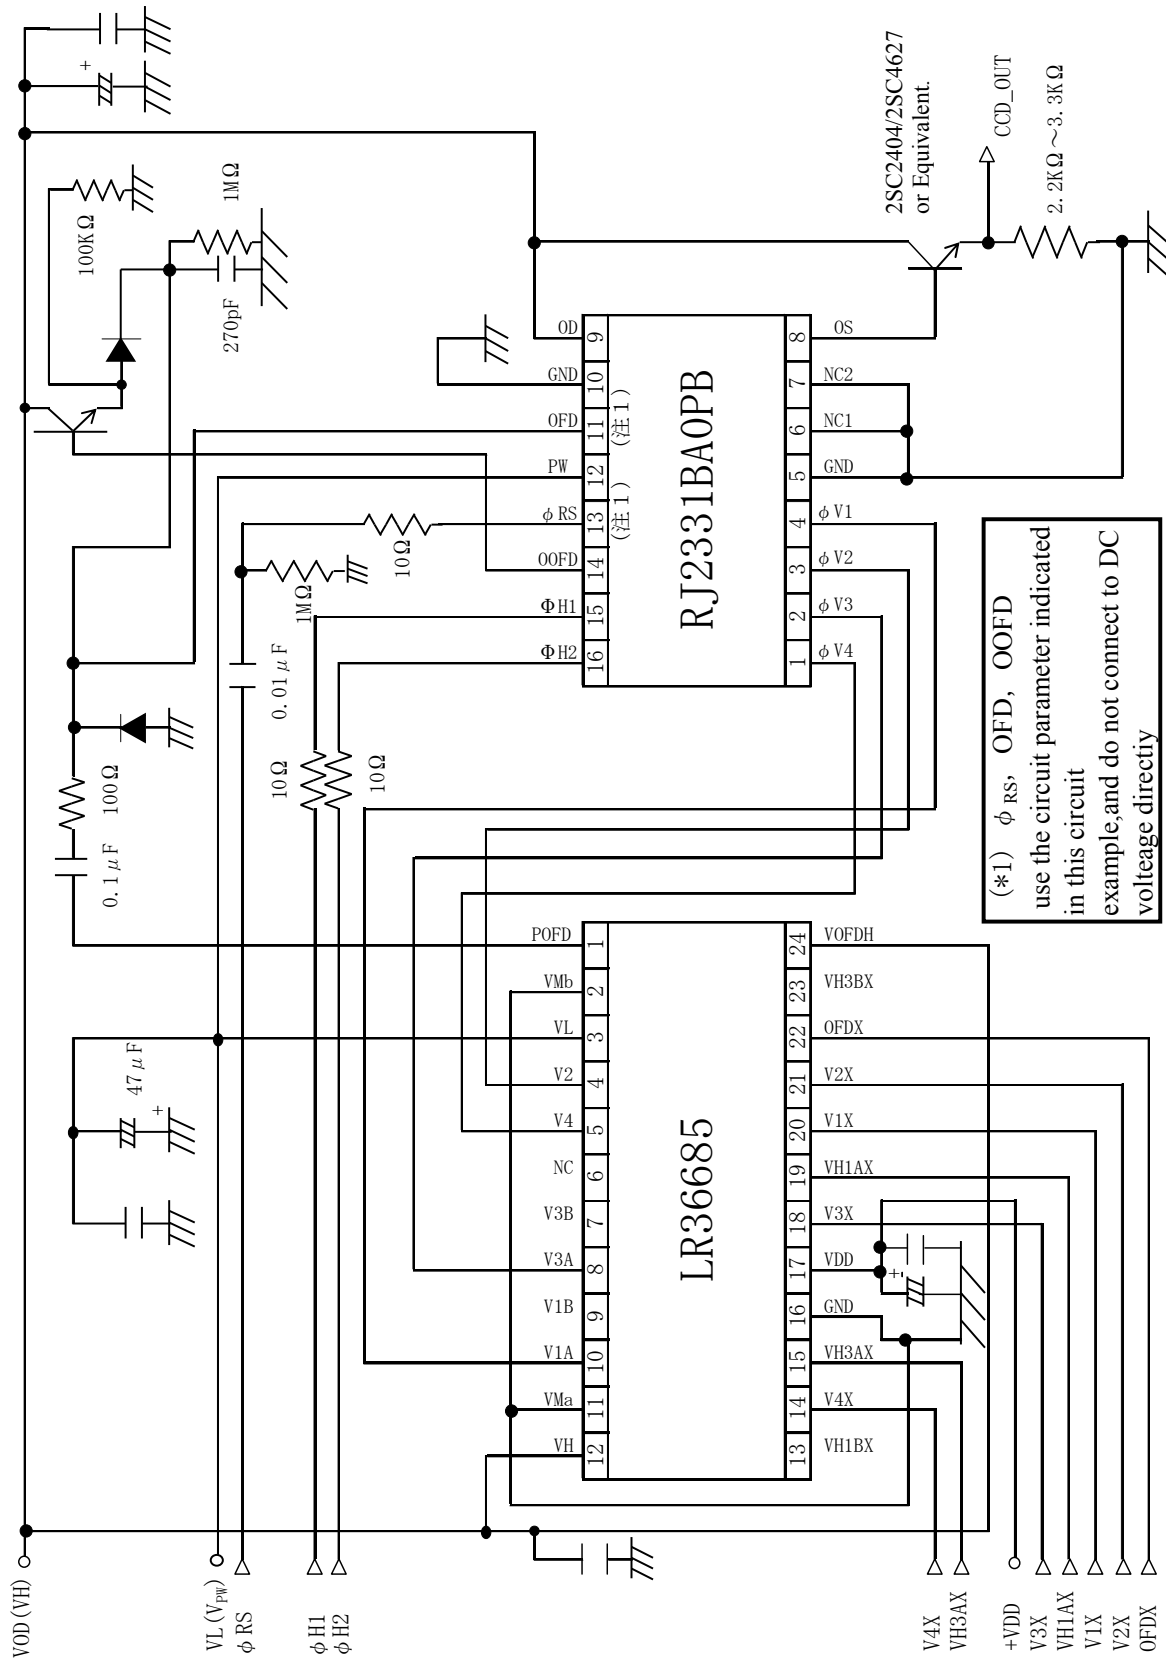 VOD(VH)
VL(VPW)
φRS
φH1
φH2
V4X
VH3AX
+VDD
V3X
VH1AX
V1X
V2X
OFDX
+
47μF
+
0.1μF
100Ω
100KΩ
1MΩ
270pF
0.01μF
1MΩ
10Ω
10Ω
10Ω
LR36685
POFD 1
VMb 2
VL 3
V2 4
V4 5
NC 6
V3B 7
V3A 8
V1B 9
V1A 10
VMa 11
VH 12
13 VH1BX
14 V4X
15 VH3AX
16 GND
17 VDD
18 V3X
19 VH1AX
20 V1X
21 V2X
22 OFDX
23 VH3BX
24 VOFDH
+
RJ2331BA0PB
OD 9
GND 10
OFD 11 (注1)
PW 12
φRS 13 (注1)
OOFD 14
ΦH1 15
ΦH2 16
1 φV4
2 φV3
3 φV2
4 φV1
5 GND
6 NC1
7 NC2
8 OS
2SC2404/2SC4627
or Equivalent.
CCD_OUT
2.2KΩ～3.3KΩ
(*1) φRS, OFD, OOFD
use the circuit parameter indicated
in this circuit
example,and do not connect to DC
volteage directiy